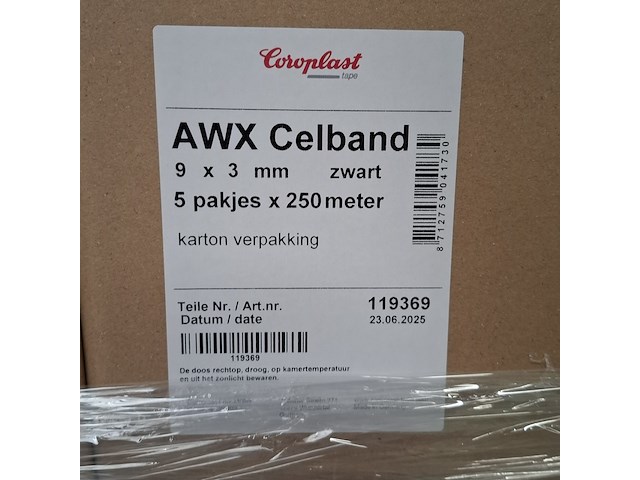 Coroplast
tape
AWX Celband
9 x 3 mm zwart
5 pakjes x 250 meter
karton verpakking
8 712759 041730
Teile Nr. / Art.nr. 119369
Datum / date 23.06.2025
119369
De doos rechtop, droog, op kamertemperatuur
en uit het zonlicht bewaren.